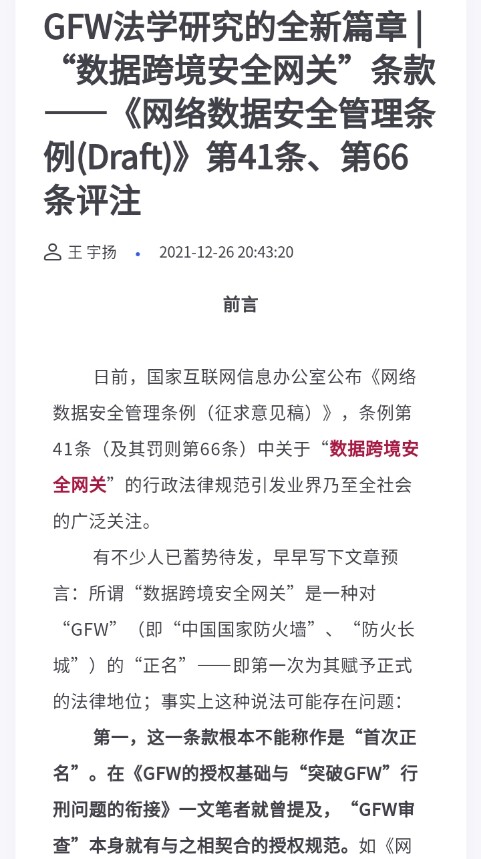 GFW法学研究的全新篇章 |
“数据跨境安全网关”条款
——《网络数据安全管理条
例(Draft)》第41条、第66
条评注
王 宇扬 • 2021-12-26 20:43:20
前言
日前，国家互联网信息办公室公布《网络
数据安全管理条例（征求意见稿）》，条例第
41条（及其罚则第66条）中关于“数据跨境安
全网关”的行政法律规范引发业界乃至全社会
的广泛关注。
有不少人已蓄势待发，早早写下文章预
言：所谓“数据跨境安全网关”是一种对
“GFW”（即“中国国家防火墙”、“防火长
城”）的“正名”——即第一次为其赋予正式
的法律地位；事实上这种说法可能存在问题：
第一，这一条款根本不能称作是“首次正
名”。在《GFW的授权基础与“突破GFW”行
刑问题的衔接》一文笔者就曾提及，“GFW审
查”本身就有与之相契合的授权规范。如《网